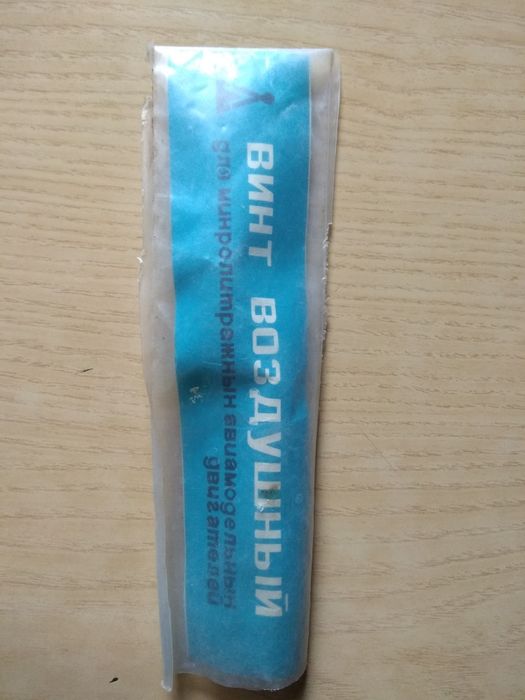 ВИНТ ВОЗДУШНЫЙ
для микролитражных авиамодельных
двигателей